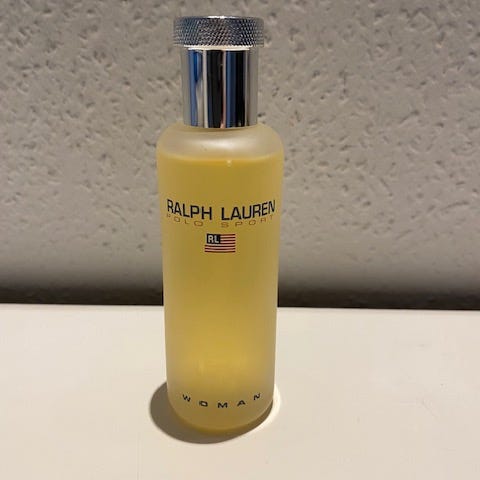 RALPH LAUREN
POLO SPORT
RL
WOMAN